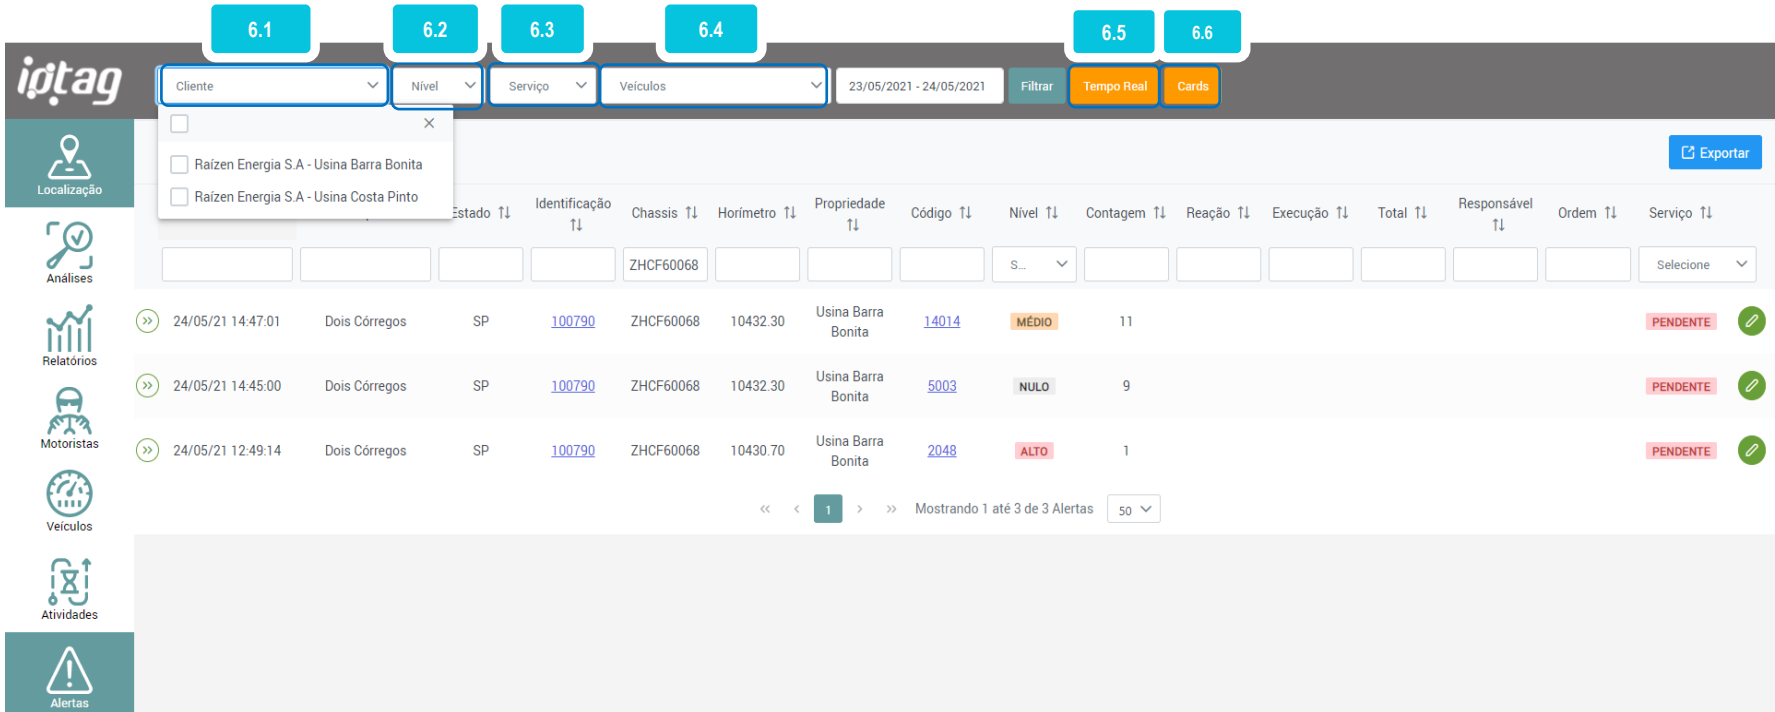 6.1
6.2
6.3
6.4
6.5
6.6
iotag
Cliente
Nível
Serviço
Veículos
23/05/2021 - 24/05/2021
Filtrar
Tempo Real
Cards
Raízen Energia S.A - Usina Barra Bonita
Raízen Energia S.A - Usina Costa Pinto
Exportar
Localização
Análises
Relatórios
Motoristas
Veículos
Atividades
Alertas
Estado
Identificação
Chassis
Horímetro
Propriedade
Código
Nível
Contagem
Reação
Execução
Total
Responsável
Ordem
Serviço
ZHCF60068
S...
Selecione
24/05/21 14:47:01 Dois Córregos SP 100790 ZHCF60068 10432.30 Usina Barra Bonita 14014 MÉDIO 11 PENDENTE
24/05/21 14:45:00 Dois Córregos SP 100790 ZHCF60068 10432.30 Usina Barra Bonita 5003 NULO 9 PENDENTE
24/05/21 12:49:14 Dois Córregos SP 100790 ZHCF60068 10430.70 Usina Barra Bonita 2048 ALTO 1 PENDENTE
1
Mostrando 1 até 3 de 3 Alertas
50